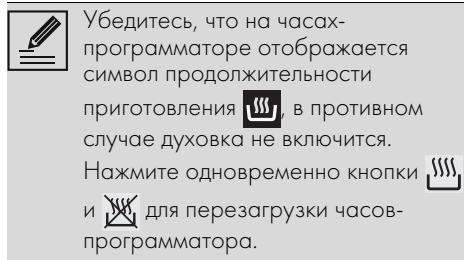 Убедитесь, что на часах-
программаторе отображается
символ продолжительности
приготовления , в противном
случае духовка не включится.
Нажмите одновременно кнопки
и для перезагрузки часов-
программатора.